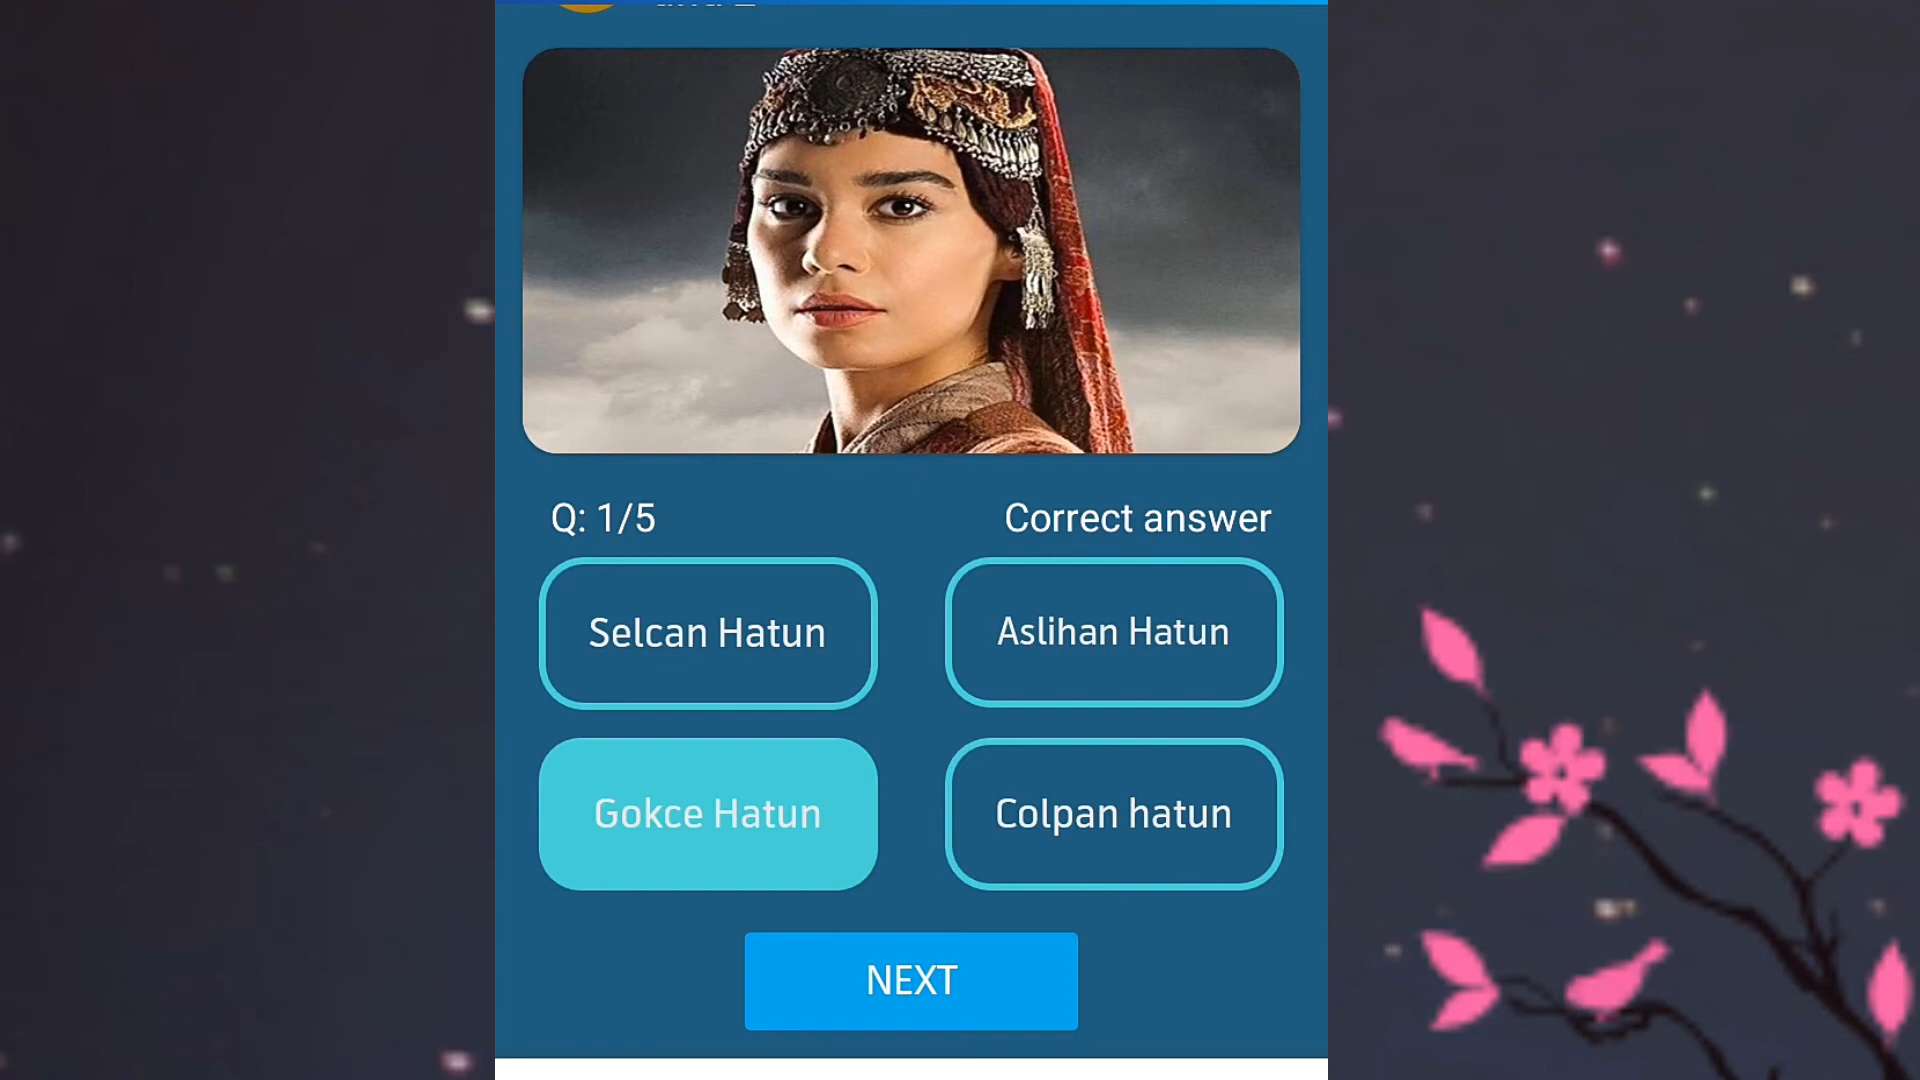 Q: 1/5
Correct answer
Selcan Hatun
Aslihan Hatun
Gokce Hatun
Colpan hatun
NEXT